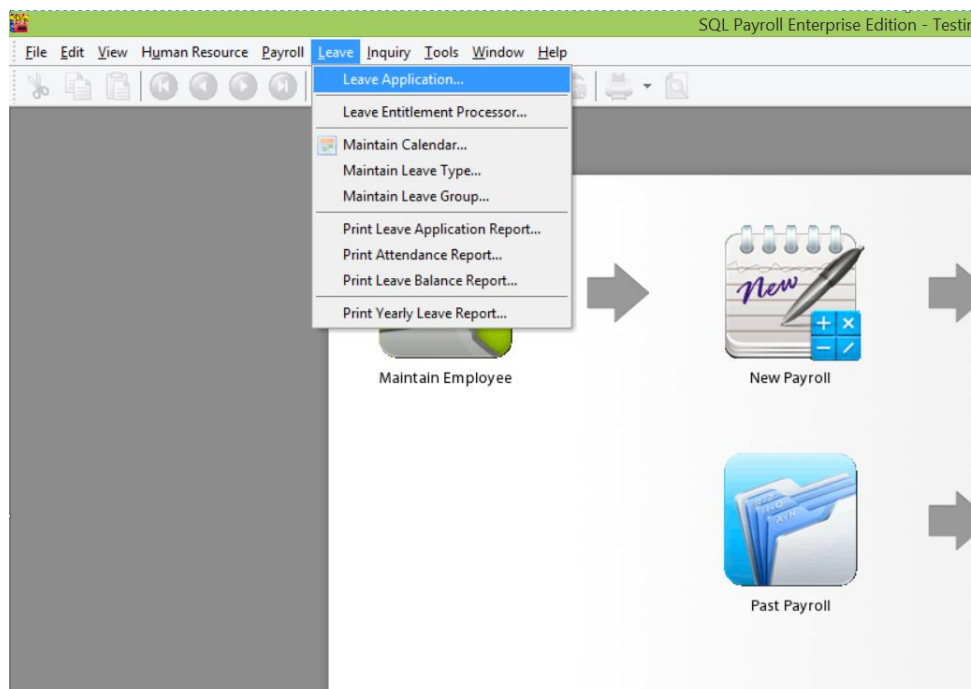 SQL Payroll Enterprise Edition - Testin
File Edit View Human Resource Payroll Leave Inquiry Tools Window Help
Leave Application...
Leave Entitlement Processor...
Maintain Calendar...
Maintain Leave Type...
Maintain Leave Group...
Print Leave Application Report...
Print Attendance Report...
Print Leave Balance Report...
Print Yearly Leave Report...
New
Maintain Employee
New Payroll
A-H
Past Payroll